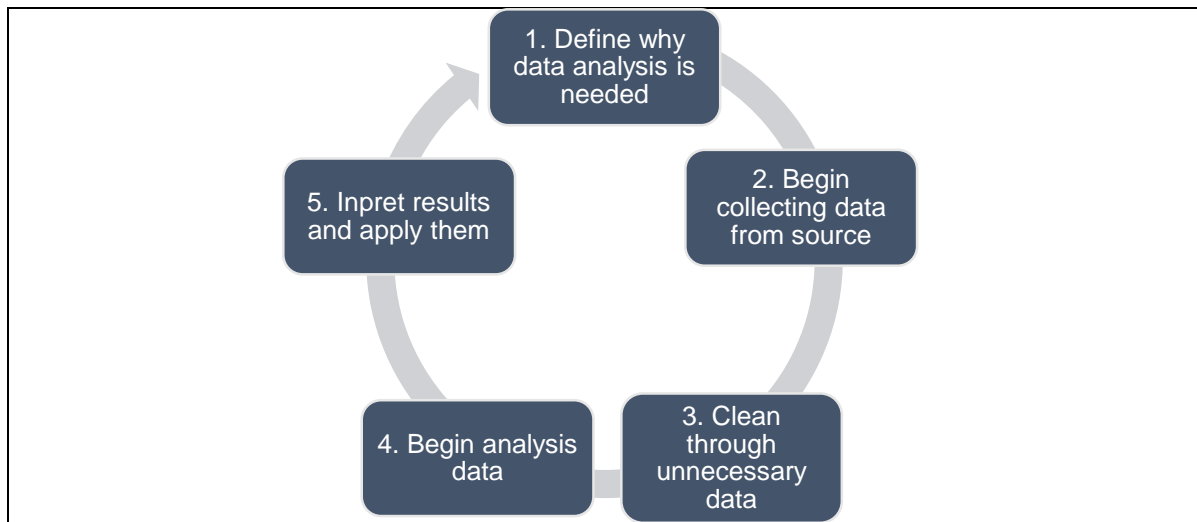 1. Define why
data analysis is
needed
2. Begin
collecting data
from source
3. Clean
through
unnecessary
data
4. Begin analysis
data
5. Inpret results
and apply them